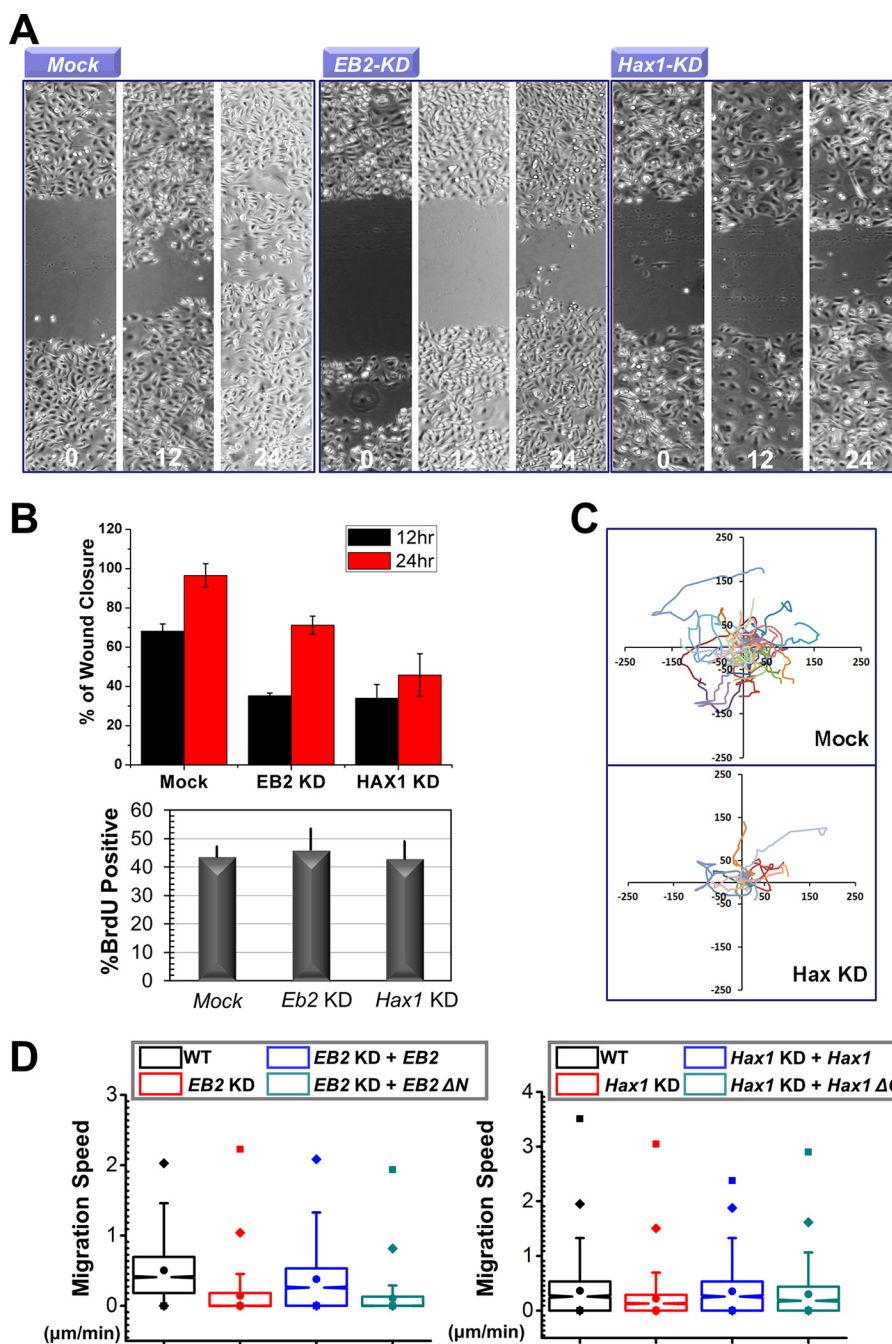 A
Mock
EB2-KD
Hax1-KD
0 12 24 0 12 24 0 12 24
B
% of Wound Closure
120
100
80
60
40
20
0
12hr
24hr
Mock EB2 KD HAX1 KD
%BrdU Positive
60
50
40
30
20
10
0
Mock Eb2 KD Hax1 KD
C
250
150
50
-250 -150 -50 50 150 250
-50
-150
-250
Mock
250
150
50
-250 -150 -50 50 150 250
-50
-150
-250
Hax KD
D
WT EB2 KD + EB2
EB2 KD EB2 KD + EB2 ΔN
Migration Speed
(μm/min)
3
2
1
0
WT Hax1 KD + Hax1
Hax1 KD Hax1 KD + Hax1
Migration Speed
(μm/min)
4
3
2
1
0